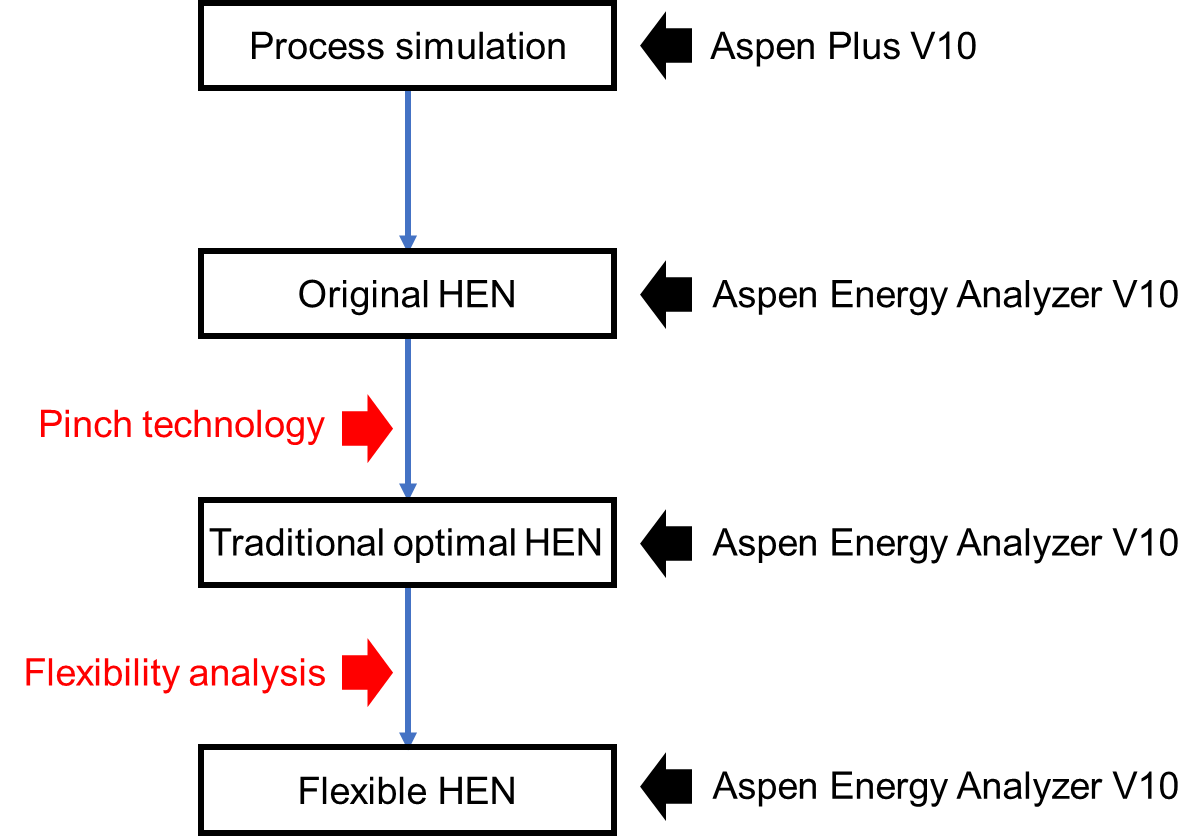 Process simulation
Aspen Plus V10
Original HEN
Aspen Energy Analyzer V10
Pinch technology
Traditional optimal HEN
Aspen Energy Analyzer V10
Flexibility analysis
Flexible HEN
Aspen Energy Analyzer V10